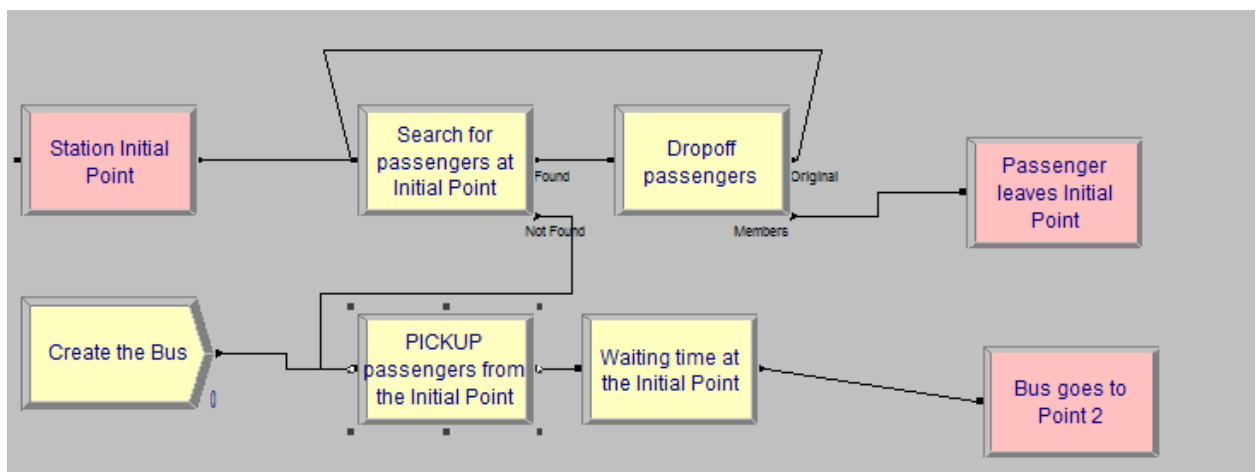 Station Initial
Point
Search for
passengers at
Initial Point
Found
Not Found
Dropoff
passengers
Original
Members
Passenger
leaves Initial
Point
Create the Bus
0
PICKUP
passengers from
the Initial Point
Waiting time at
the Initial Point
Bus goes to
Point 2